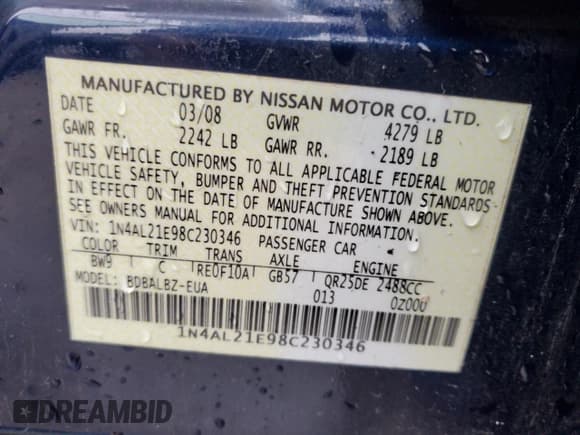 MANUFACTURED BY NISSAN MOTOR CO., LTD.
DATE 03/08 GVWR 4279 LB
GAWR FR. 2242 LB GAWR RR. 2189 LB
THIS VEHICLE CONFORMS TO ALL APPLICABLE FEDERAL MOTOR
VEHICLE SAFETY, BUMPER AND THEFT PREVENTION STANDARDS
IN EFFECT ON THE DATE OF MANUFACTURE SHOWN ABOVE.
SEE OWNERS MANUAL FOR ADDITIONAL INFORMATION.
VIN: 1N4AL21E98C230346 PASSENGER CAR
COLOR TRIM TRANS AXLE ENGINE
BW9 C RE0F10A GB57 QR25DE 2488CC
MODEL: BDBALBZ-EUA 013 0Z000
1N4AL21E98C230346
DREAMBID